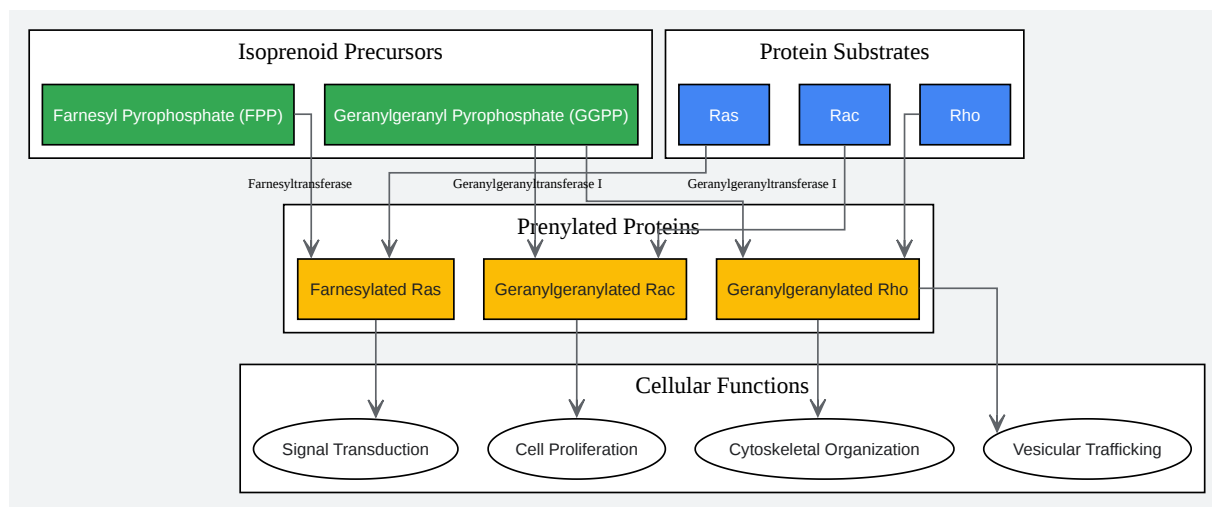 Isoprenoid Precursors
Protein Substrates
Farnesyl Pyrophosphate (FPP)
Geranylgeranyl Pyrophosphate (GGPP)
Ras
Rac
Rho
Farnesyltransferase
Geranylgeranyltransferase I
Geranylgeranyltransferase I
Prenylated Proteins
Farnesylated Ras
Geranylgeranylated Rac
Geranylgeranylated Rho
Cellular Functions
Signal Transduction
Cell Proliferation
Cytoskeletal Organization
Vesicular Trafficking